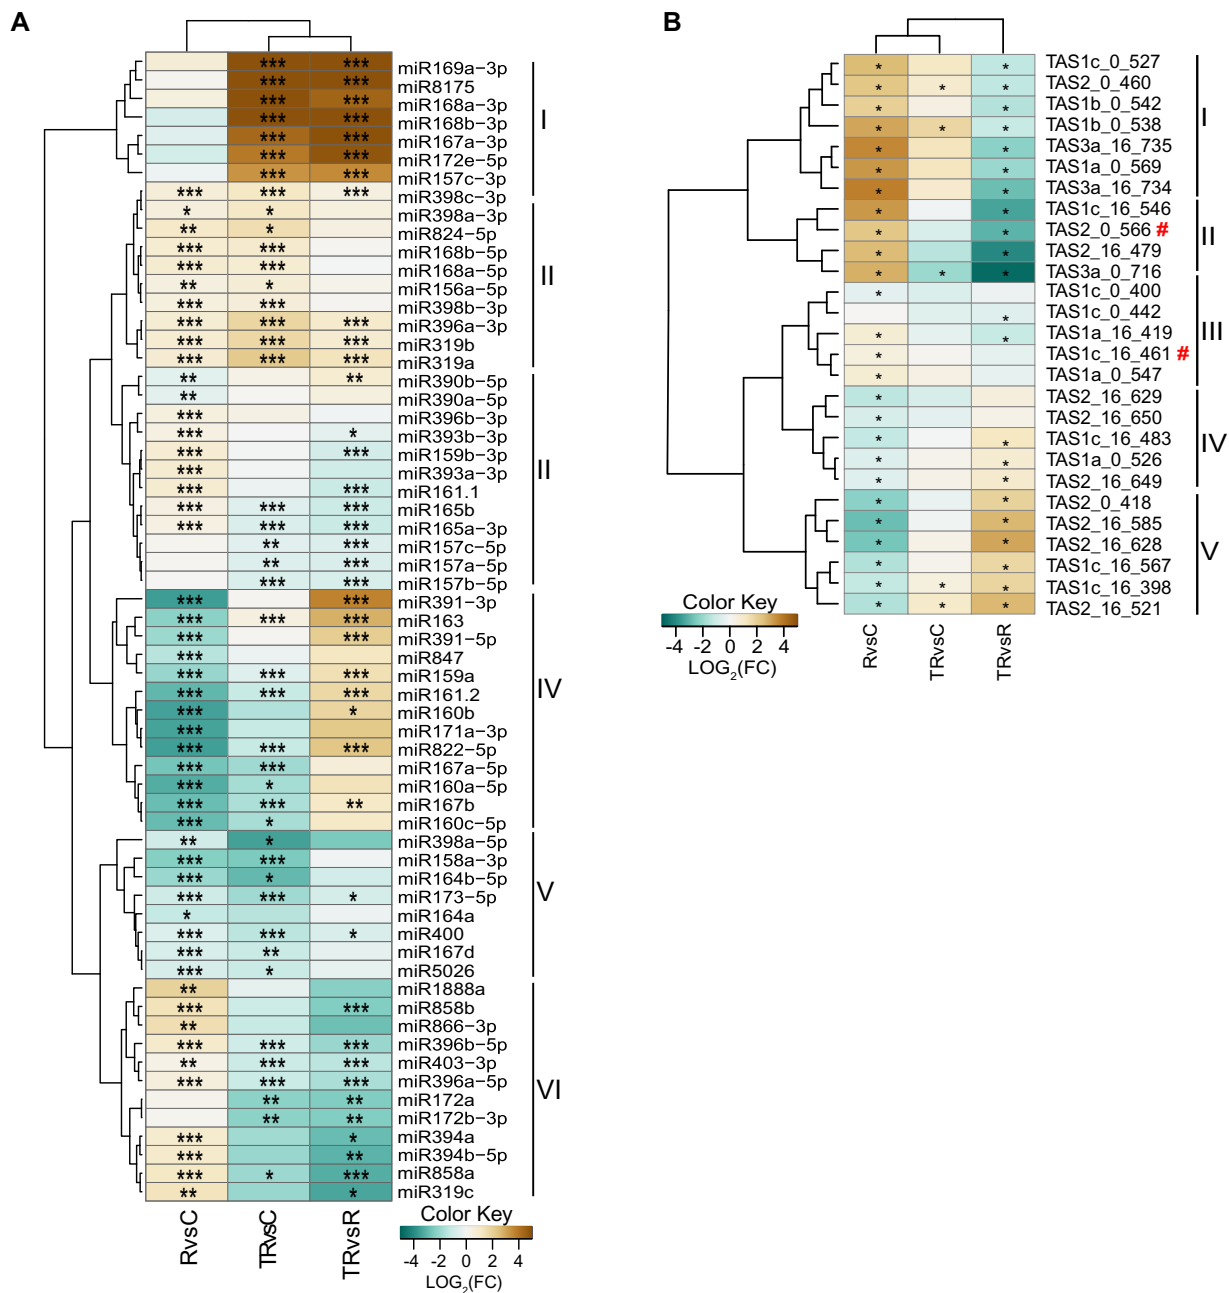 A
***
***
miR169a−3p
***
***
miR8175
***
***
miR168a−3p
***
***
miR168b−3p
***
***
miR167a−3p
***
***
miR172e−5p
***
***
miR157c−3p
***
***
***
miR398c−3p
*
*
miR398a−3p
**
*
miR824−5p
***
***
miR168b−5p
***
***
miR168a−5p
**
*
miR156a−5p
***
***
miR398b−3p
***
***
***
miR396a−3p
***
***
***
miR319b
***
***
***
miR319a
**
**
miR390b−5p
**
miR390a−5p
***
miR396b−3p
***
*
miR393b−3p
***
***
miR159b−3p
***
miR393a−3p
***
***
miR161.1
***
***
***
miR165b
***
***
***
miR165a−3p
**
***
miR157c−5p
**
***
miR157a−5p
***
***
miR157b−5p
***
***
miR391−3p
***
***
***
miR163
***
***
miR391−5p
***
miR847
***
***
***
miR159a
***
***
***
miR161.2
***
*
miR160b
***
miR171a−3p
***
***
***
miR822−5p
***
***
miR167a−5p
***
*
miR160a−5p
***
***
**
miR167b
***
*
miR160c−5p
**
*
miR398a−5p
***
***
miR158a−3p
***
*
miR164b−5p
***
***
*
miR173−5p
*
miR164a
***
***
*
miR400
***
**
miR167d
***
*
miR5026
**
miR1888a
***
***
miR858b
**
miR866−3p
***
***
***
miR396b−5p
**
***
***
miR403−3p
***
***
***
miR396a−5p
**
**
miR172a
**
**
miR172b−3p
***
*
miR394a
***
**
miR394b−5p
***
*
***
miR858a
**
*
miR319c
I
II
II
IV
V
VI
RvsC
TRvsC
TRvsR
Color Key
-4 -2 0 2 4
LOG2(FC)
B
*
*
TAS1c_0_527
*
*
*
TAS2_0_460
*
*
TAS1b_0_542
*
*
*
TAS1b_0_538
*
*
TAS3a_16_735
*
*
TAS1a_0_569
*
*
TAS3a_16_734
*
*
TAS1c_16_546
*
*
TAS2_0_566 #
*
*
TAS2_16_479
*
*
*
TAS3a_0_716
*
TAS1c_0_400
*
TAS1c_0_442
*
*
TAS1a_16_419
*
TAS1c_16_461 #
*
TAS1a_0_547
*
TAS2_16_629
*
TAS2_16_650
*
*
TAS1c_16_483
*
*
TAS1a_0_526
*
*
TAS2_16_649
*
*
TAS2_0_418
*
*
TAS2_16_585
*
*
TAS2_16_628
*
*
TAS1c_16_567
*
*
*
TAS1c_16_398
*
*
*
TAS2_16_521
I
II
III
IV
V
Color Key
-4 -2 0 2 4
LOG2(FC)
RvsC
TRvsC
TRvsR